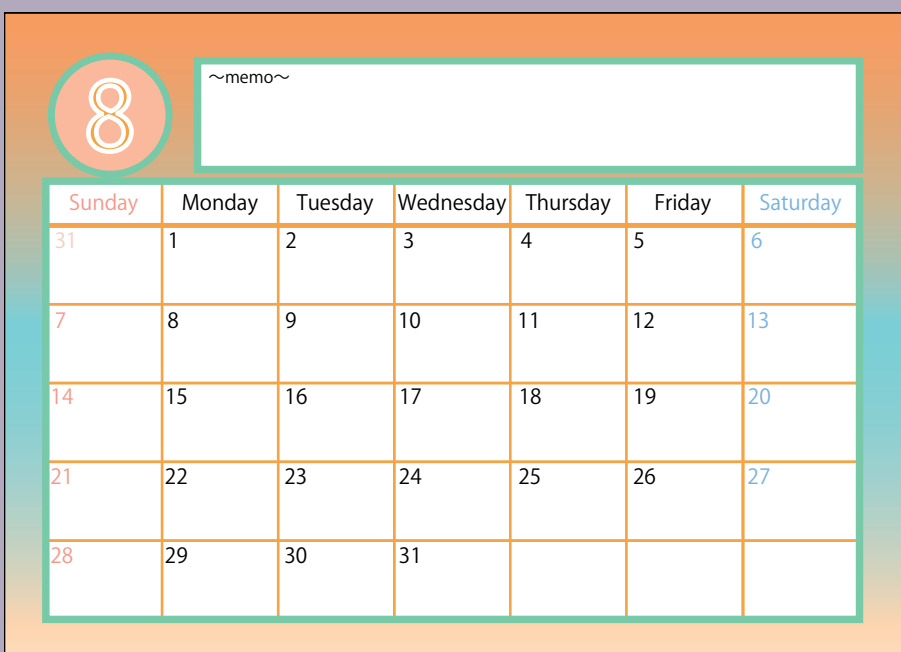 8
～memo～
Sunday Monday Tuesday Wednesday Thursday Friday Saturday
31 1 2 3 4 5 6
7 8 9 10 11 12 13
14 15 16 17 18 19 20
21 22 23 24 25 26 27
28 29 30 31